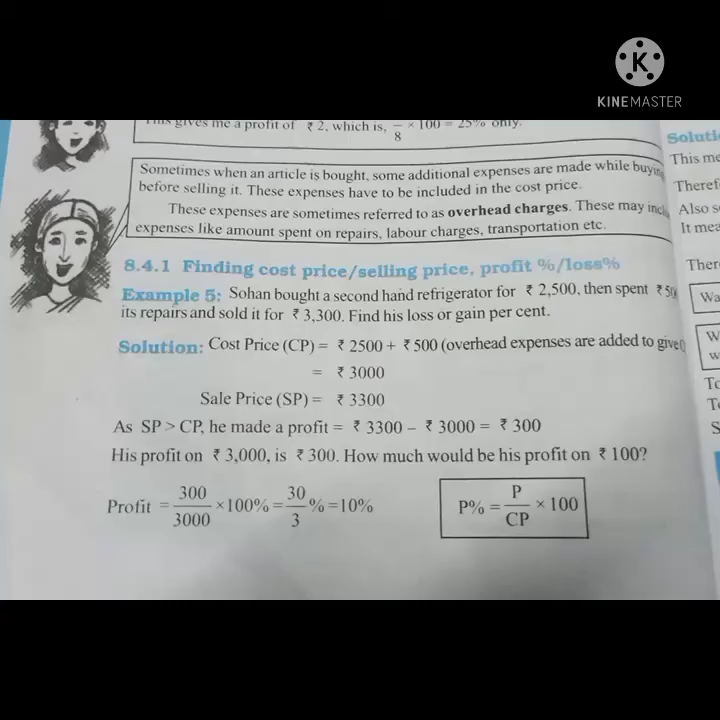 K
KINEMASTER
This gives me a profit of ₹ 2, which is, — × 100 = 25% only.
8
Sometimes when an article is bought, some additional expenses are made while buyin
before selling it. These expenses have to be included in the cost price.
These expenses are sometimes referred to as overhead charges. These may incl
expenses like amount spent on repairs, labour charges, transportation etc.
8.4.1 Finding cost price/selling price, profit %/loss%
Example 5: Sohan bought a second hand refrigerator for ₹ 2,500, then spent ₹ 50
its repairs and sold it for ₹ 3,300. Find his loss or gain per cent.
Solution: Cost Price (CP) = ₹ 2500 + ₹ 500 (overhead expenses are added to give
= ₹ 3000
Sale Price (SP) = ₹ 3300
As SP > CP, he made a profit = ₹ 3300 – ₹ 3000 = ₹ 300
His profit on ₹ 3,000, is ₹ 300. How much would be his profit on ₹ 100?
Profit = 300/3000 ×100% = 30/3 % =10%
P% = P/CP × 100
Soluti
This me
Theref
Also s
It mea
Ther
Wa
W
w
To
T
S